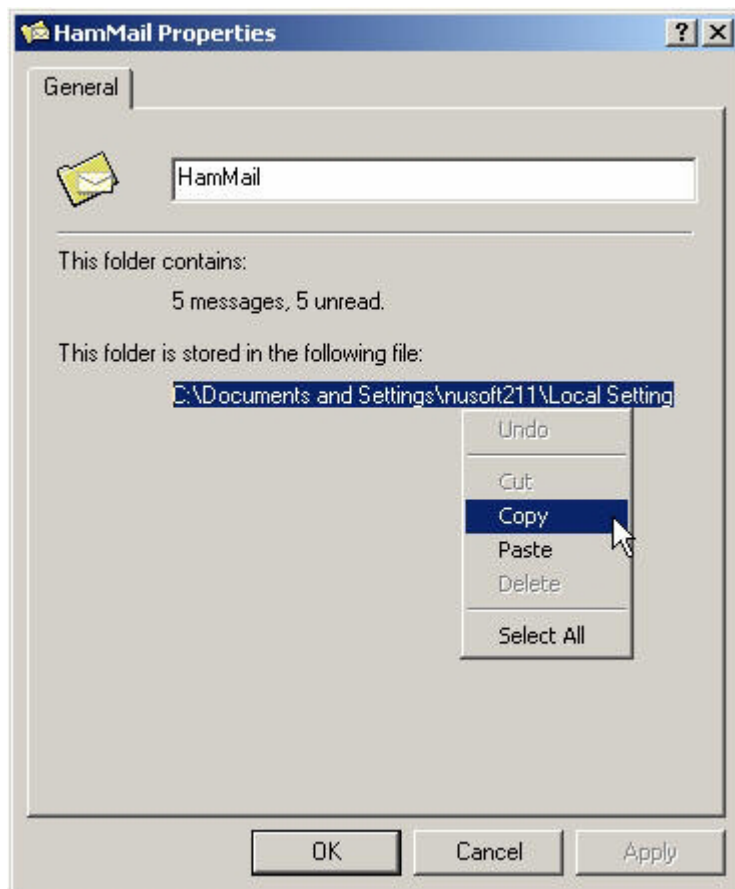 HamMail Properties
General
HamMail
This folder contains:
5 messages, 5 unread.
This folder is stored in the following file:
C:\Documents and Settings\nusoft211\Local Setting
Undo
Cut
Copy
Paste
Delete
Select All
OK Cancel Apply